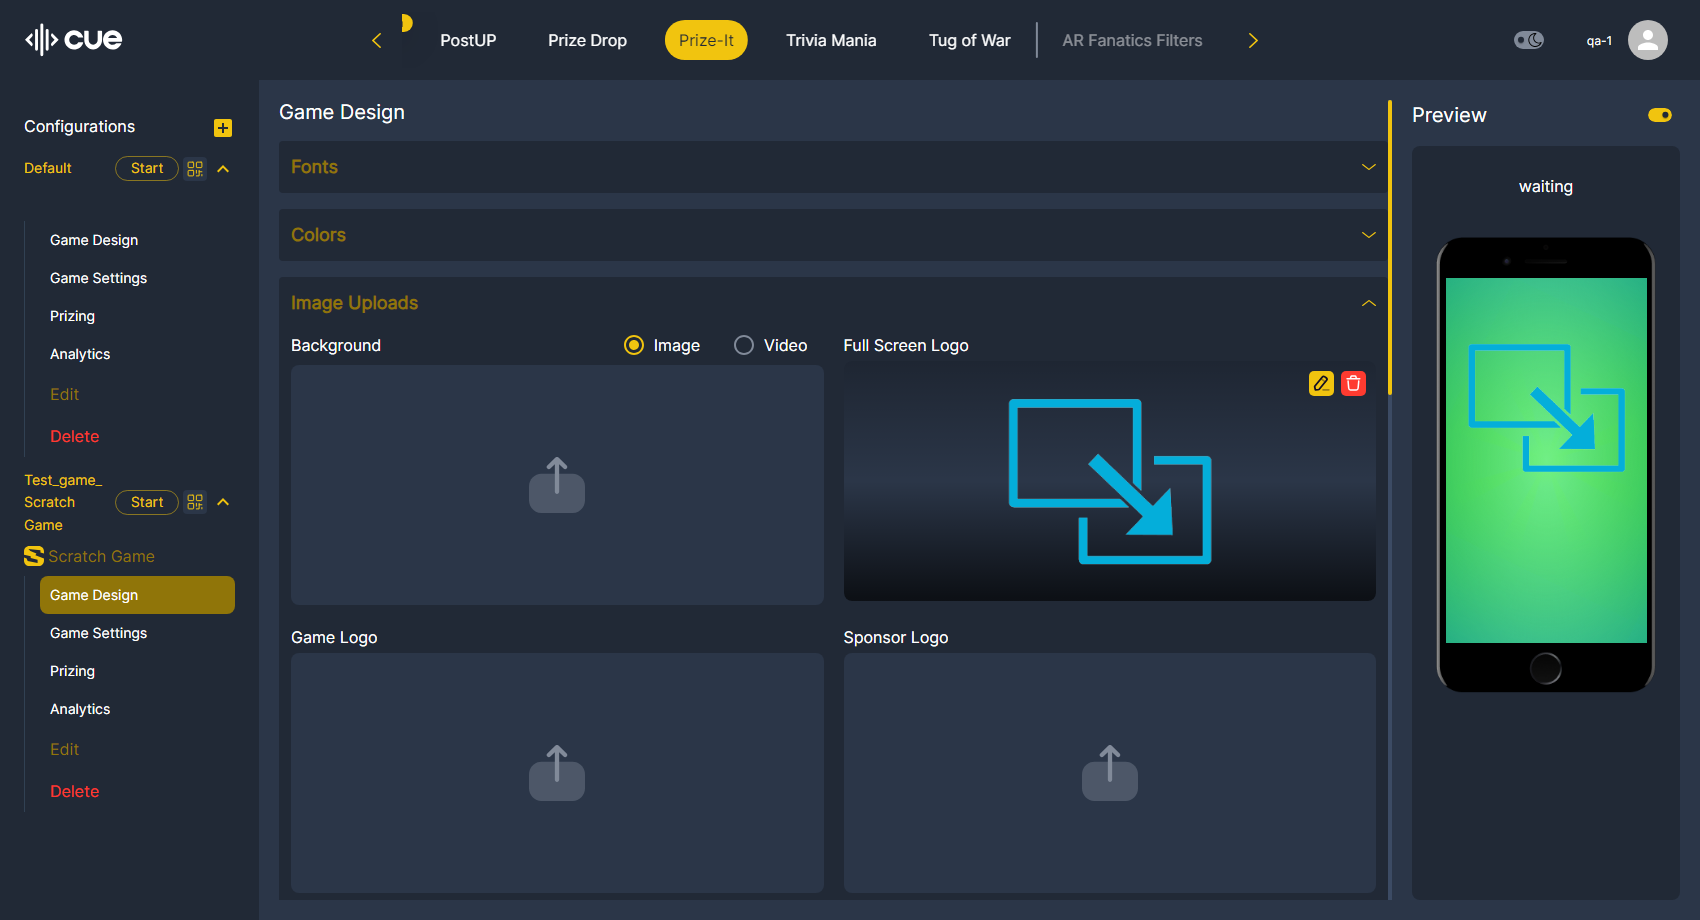 cue
PostUP
Prize Drop
Prize-It
Trivia Mania
Tug of War
AR Fanatics Filters
qa-1
Configurations
Default
Start
Game Design
Game Settings
Prizing
Analytics
Edit
Delete
Test_game_
Scratch
Game
Start
Scratch Game
Game Design
Game Settings
Prizing
Analytics
Edit
Delete
Game Design
Fonts
Colors
Image Uploads
Background
Image
Video
Full Screen Logo
Game Logo
Sponsor Logo
Preview
waiting